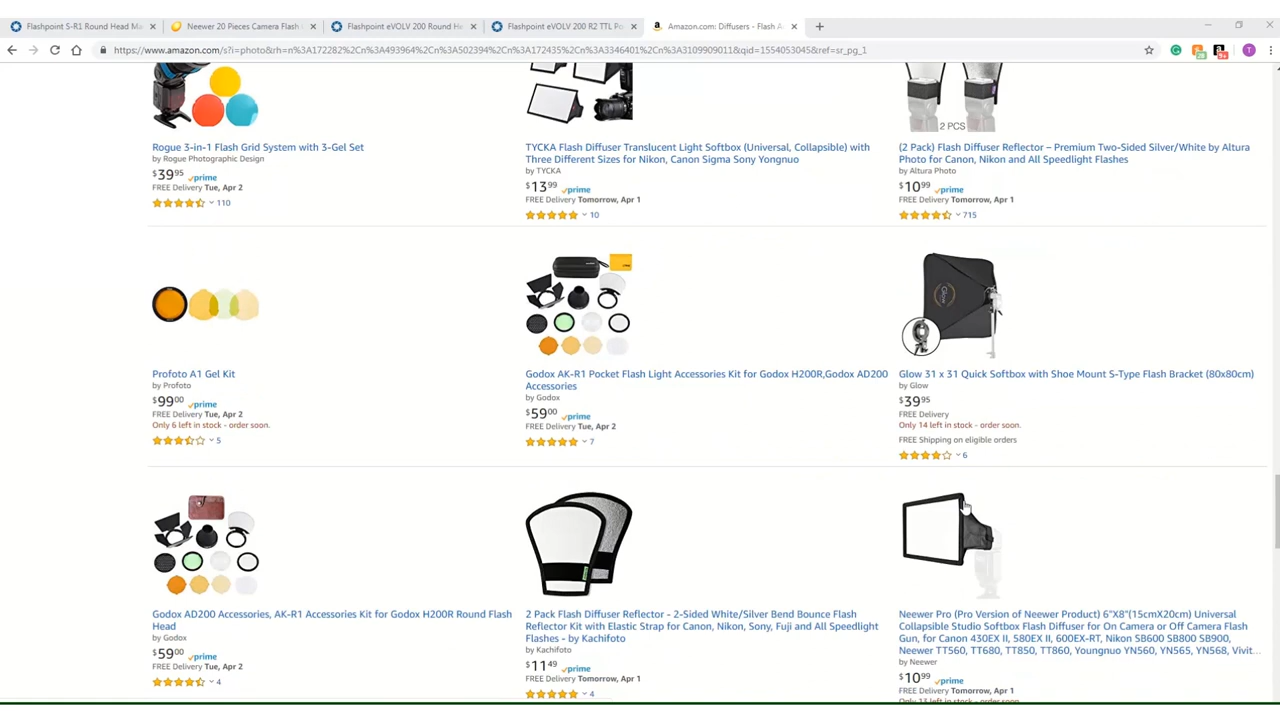 Flashpoint S-R1 Round Head Ma
Neewer 20 Pieces Camera Flash
Flashpoint eVOLV 200 Round He
Flashpoint eVOLV 200 R2 TTL Po
Amazon.com: Diffusers - Flash A
https://www.amazon.com/s?i=photo&rh=n%3A172282%2Cn%3A493964%2Cn%3A502394%2Cn%3A172435%2Cn%3A3346401%2Cn%3A3109909011&qid=1554053045&ref=sr_pg_1
2 PCS
Rogue 3-in-1 Flash Grid System with 3-Gel Set
by Rogue Photographic Design
$39.95 prime
FREE Delivery Tue, Apr 2
110
TYCKA Flash Diffuser Translucent Light Softbox (Universal, Collapsible) with
Three Different Sizes for Nikon, Canon Sigma Sony Yongnuo
by TYCKA
$13.99 prime
FREE Delivery Tomorrow, Apr 1
10
(2 Pack) Flash Diffuser Reflector – Premium Two-Sided Silver/White by Altura
Photo for Canon, Nikon and All Speedlight Flashes
by Altura Photo
$10.99 prime
FREE Delivery Tomorrow, Apr 1
715
Profoto A1 Gel Kit
by Profoto
$99.00 prime
FREE Delivery Tue, Apr 2
Only 6 left in stock - order soon.
5
Godox AK-R1 Pocket Flash Light Accessories Kit for Godox H200R,Godox AD200
Accessories
by Godox
$59.00 prime
FREE Delivery Tue, Apr 2
7
Glow
Glow 31 x 31 Quick Softbox with Shoe Mount S-Type Flash Bracket (80x80cm)
by Glow
$39.95
FREE Delivery
Only 14 left in stock - order soon.
FREE Shipping on eligible orders
6
Godox AD200 Accessories, AK-R1 Accessories Kit for Godox H200R Round Flash
Head
by Godox
$59.00 prime
FREE Delivery Tue, Apr 2
4
2 Pack Flash Diffuser Reflector - 2-Sided White/Silver Bend Bounce Flash
Reflector Kit with Elastic Strap for Canon, Nikon, Sony, Fuji and All Speedlight
Flashes - by Kachifoto
by Kachifoto
$11.49 prime
FREE Delivery Tomorrow, Apr 1
4
Neewer Pro (Pro Version of Neewer Product) 6"X8"(15cmX20cm) Universal
Collapsible Studio Softbox Flash Diffuser for On Camera or Off Camera Flash
Gun, for Canon 430EX II, 580EX II, 600EX-RT, Nikon SB600 SB800 SB900,
Neewer TT560, TT680, TT850, TT860, Youngnuo YN560, YN565, YN568, Vivit…
by Neewer
$10.99 prime
FREE Delivery Tomorrow, Apr 1
Only 13 left in stock - order soon.